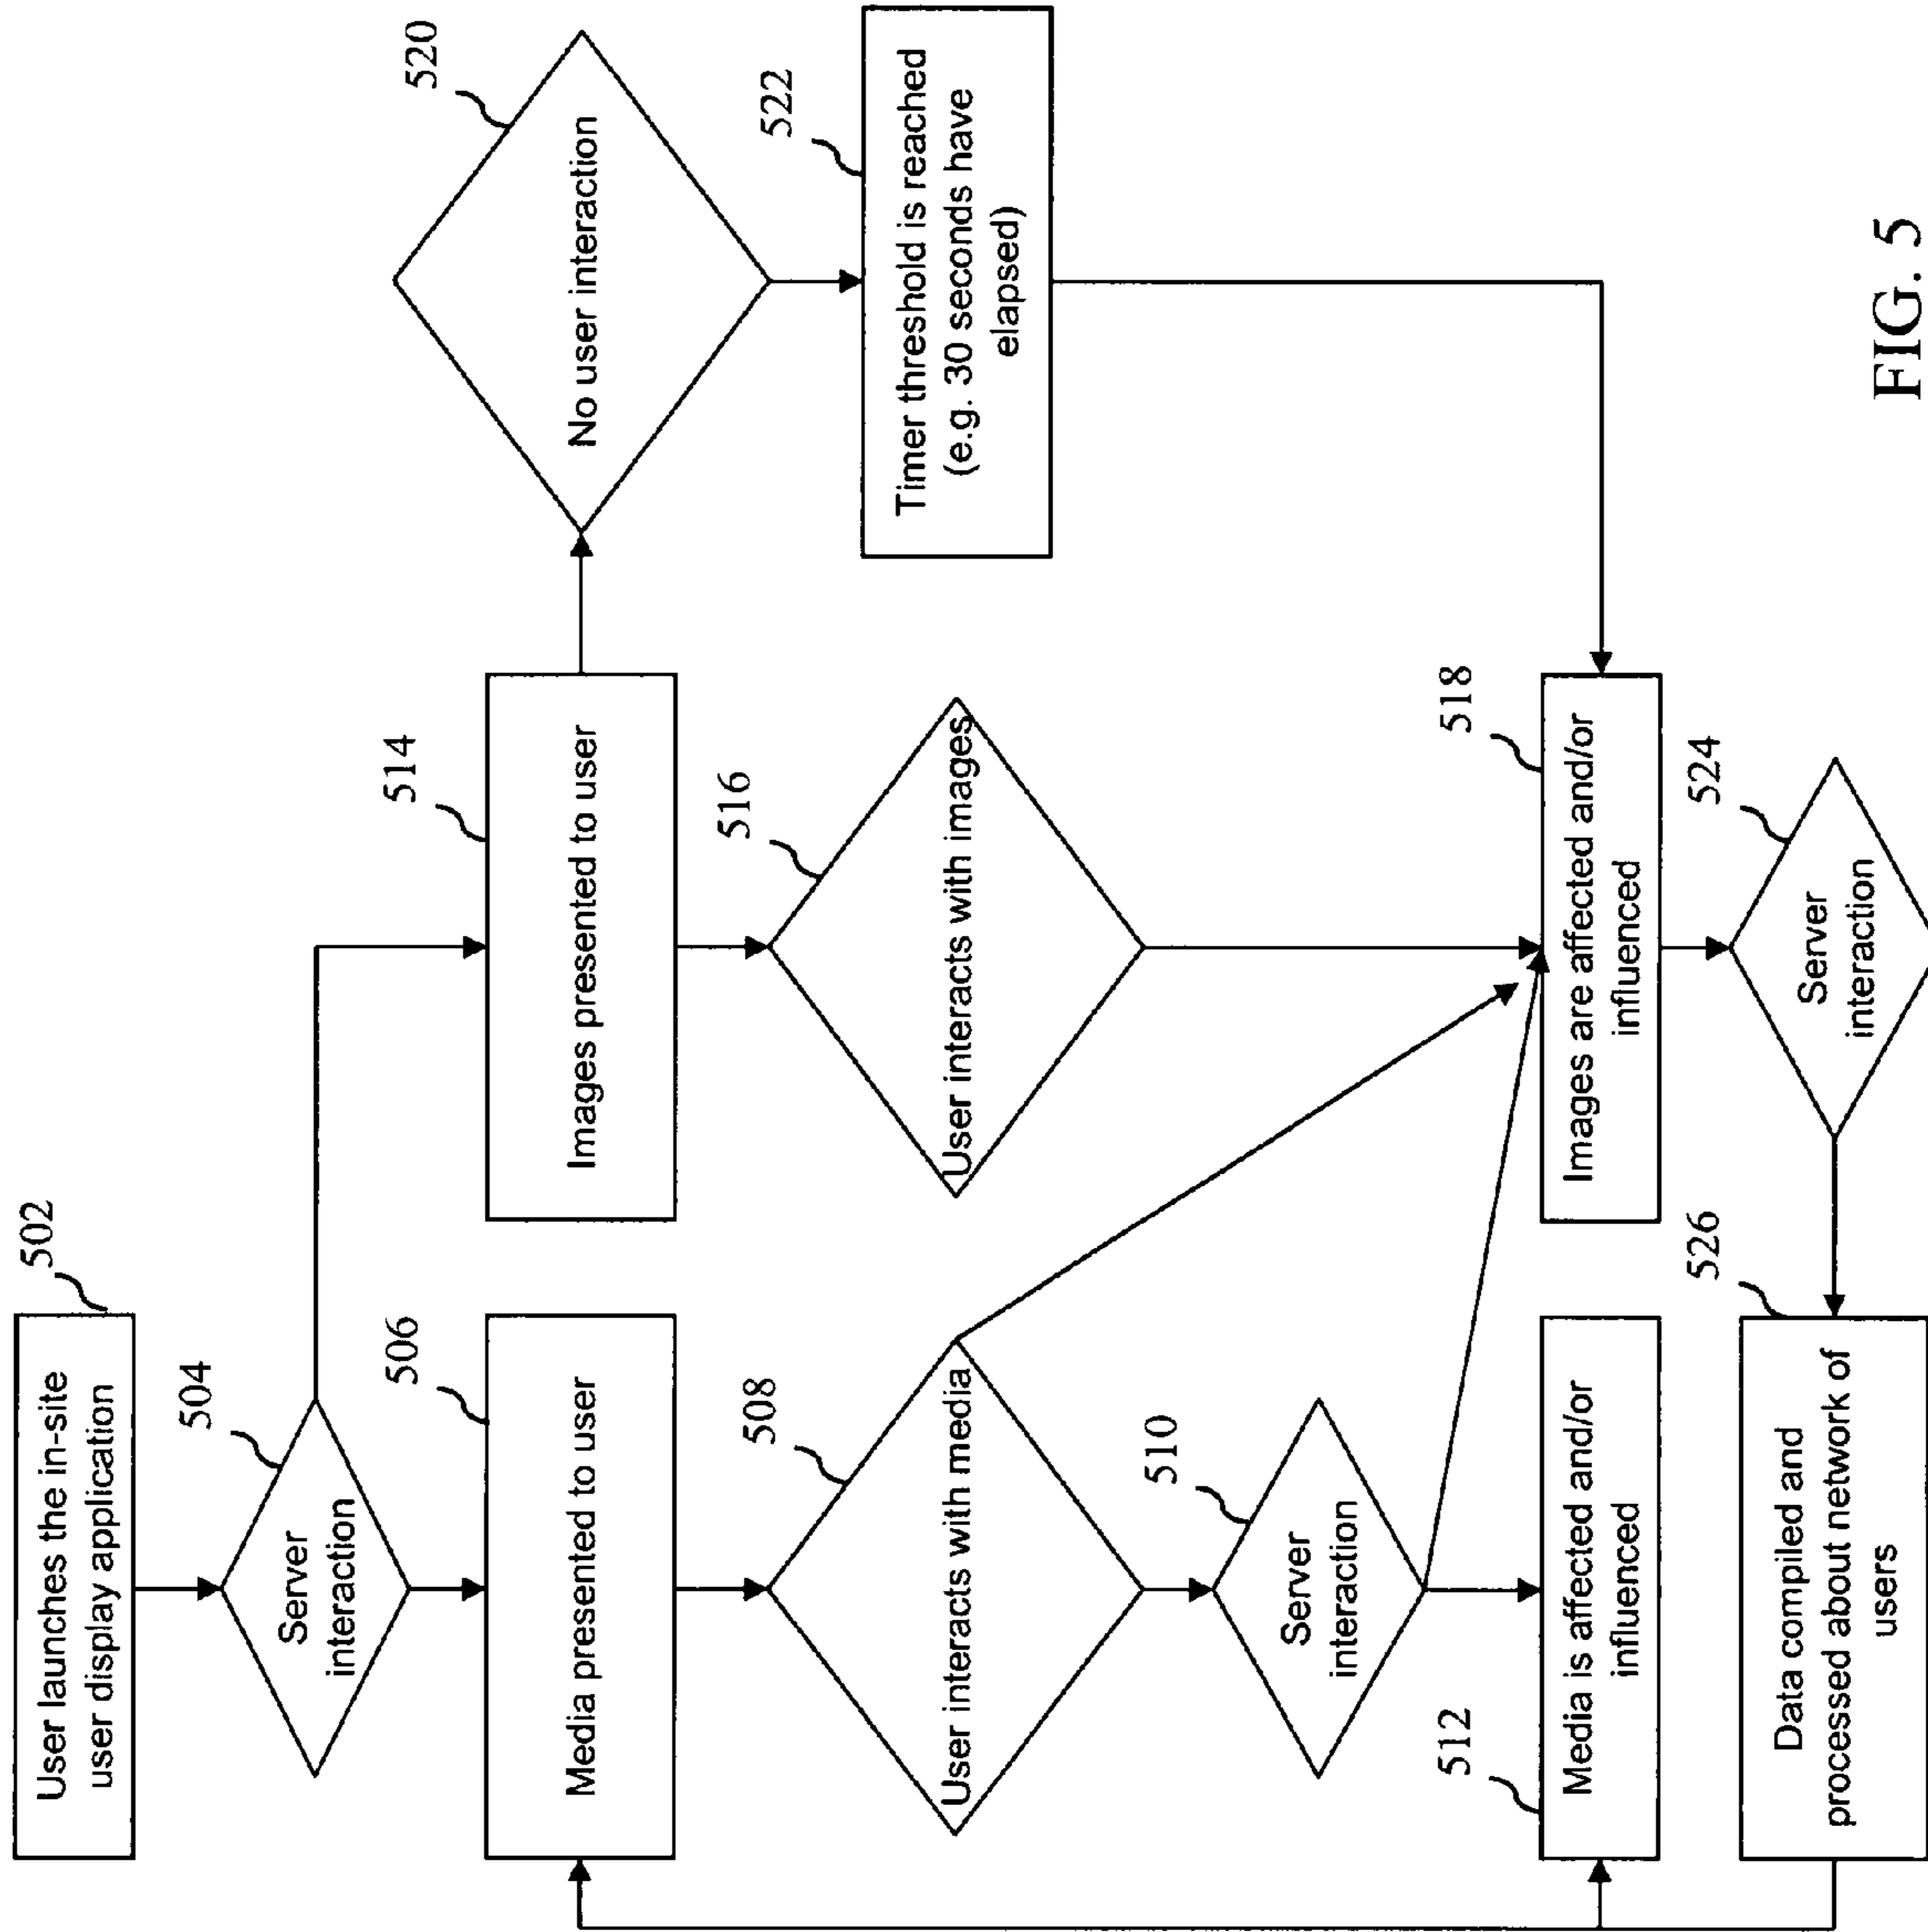 User launches the in-site
user display application
502
Server
interaction
504
Media presented to user
506
User interacts with media
508
Server
interaction
510
Media is affected and/or
influenced
512
Images presented to user
514
User interacts with images
516
Images are affected and/or
influenced
518
No user interaction
520
Timer threshold is reached
(e.g. 30 seconds have
elapsed)
522
Server
interaction
524
Data compiled and
processed about network of
users
526
FIG. 5